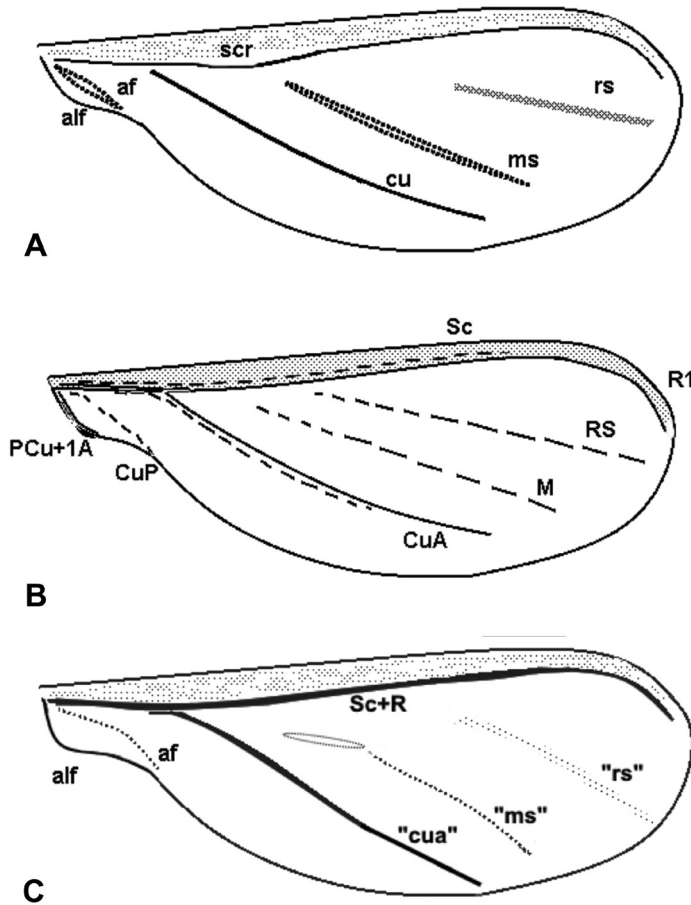 scr
af
rs
alf
ms
cu
A
Sc
R1
PCu+1A
RS
CuP
M
CuA
B
Sc+R
af
"rs"
alf
"ms"
"cua"
C